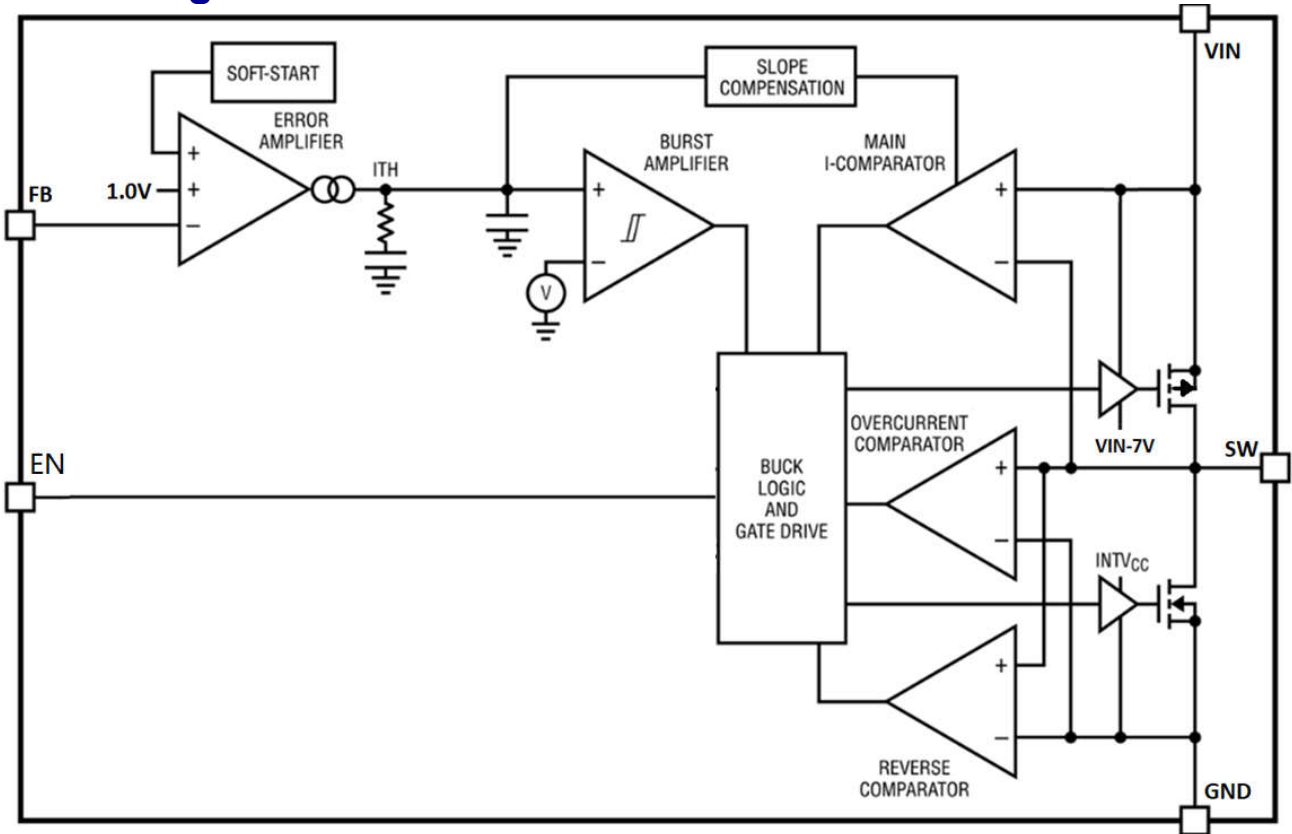 VIN
SOFT-START
SLOPE
COMPENSATION
ERROR
AMPLIFIER
BURST
AMPLIFIER
MAIN
I-COMPARATOR
ITH
FB
1.0V
+
+
−
+
−
V
+
−
EN
OVERCURRENT
COMPARATOR
VIN-7V
SW
BUCK
LOGIC
AND
GATE DRIVE
+
−
INTVCC
+
−
REVERSE
COMPARATOR
GND